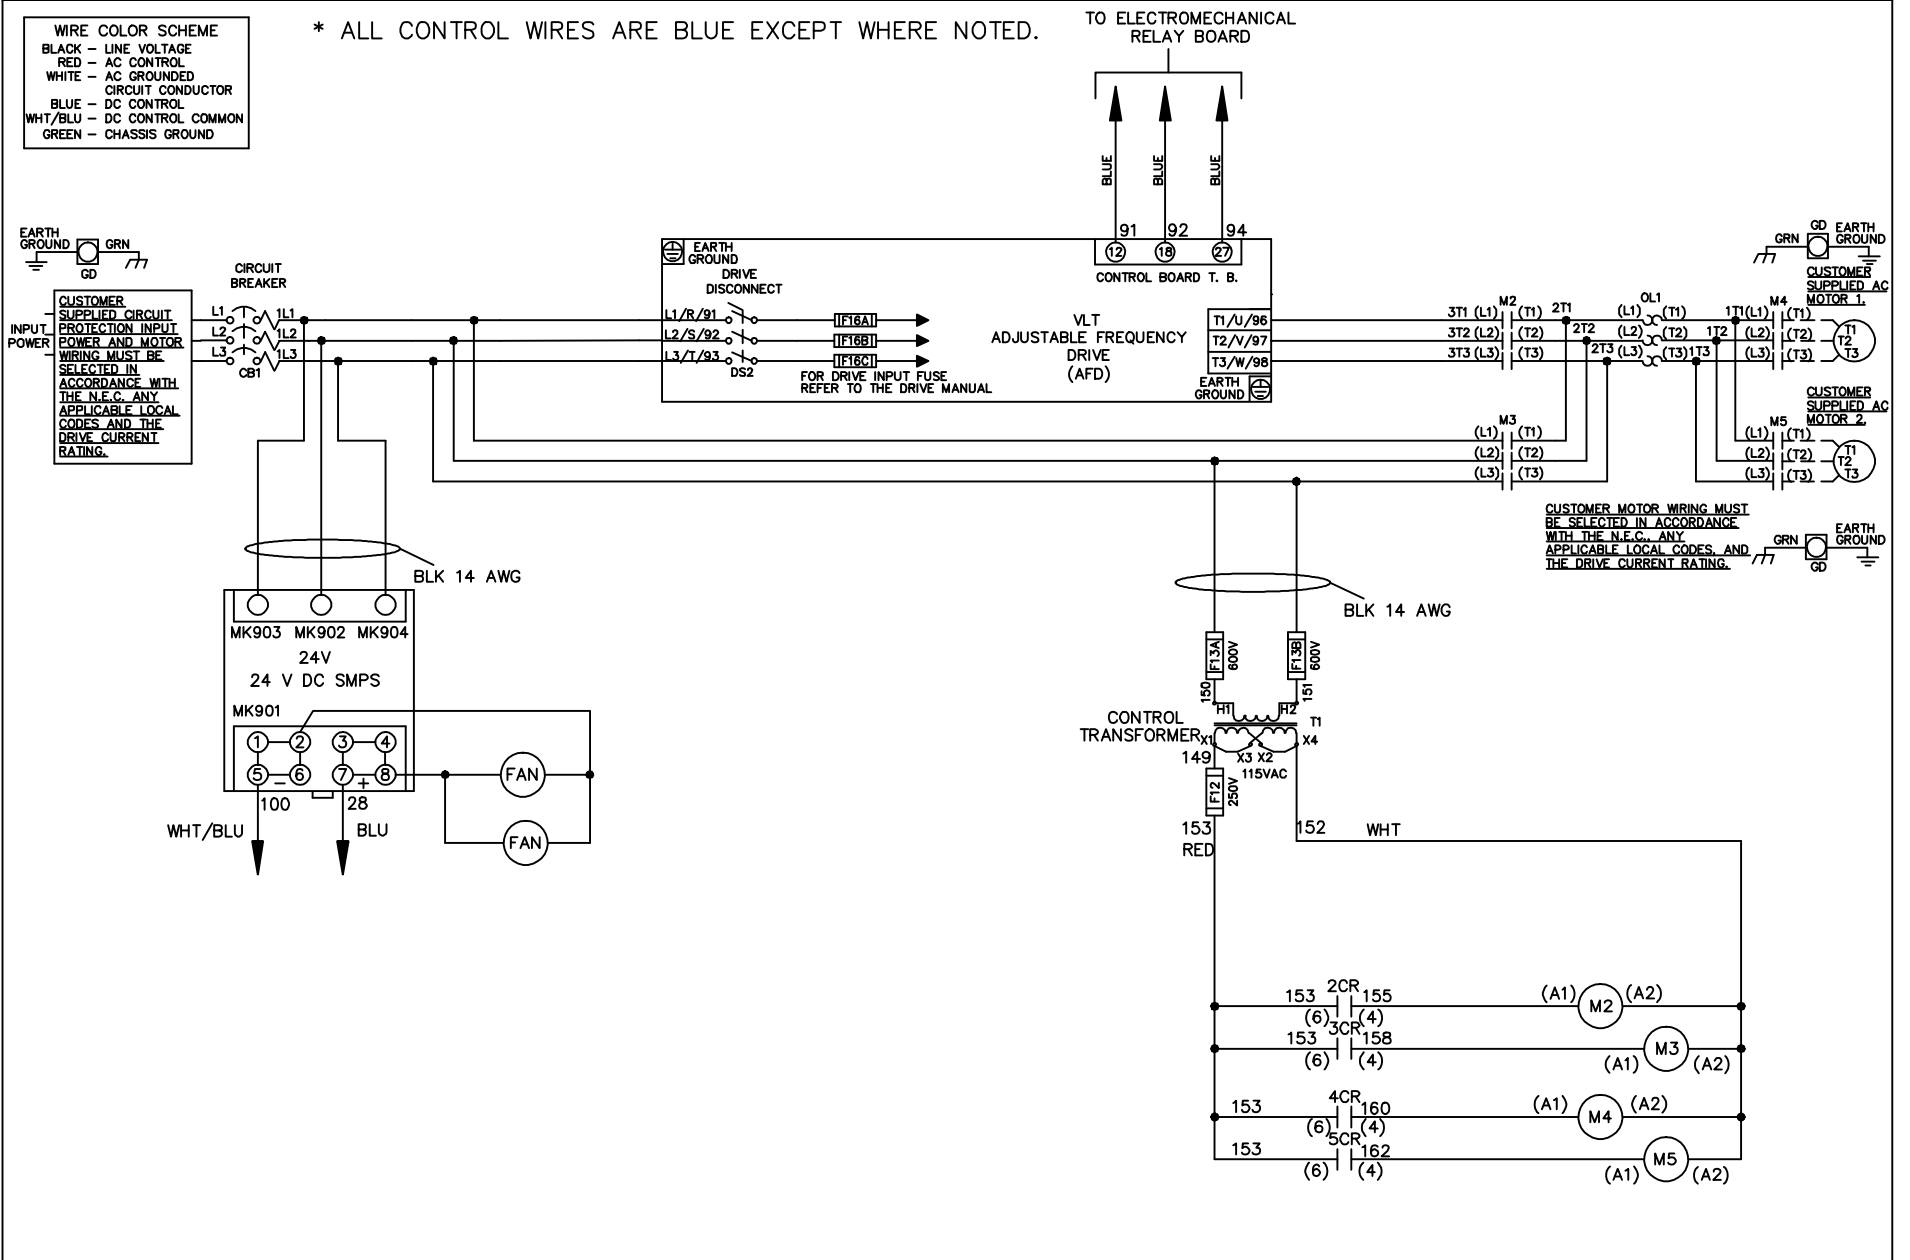 WIRE COLOR SCHEME
BLACK – LINE VOLTAGE
RED – AC CONTROL
WHITE – AC GROUNDED
CIRCUIT CONDUCTOR
BLUE – DC CONTROL
WHT/BLU – DC CONTROL COMMON
GREEN – CHASSIS GROUND
* ALL CONTROL WIRES ARE BLUE EXCEPT WHERE NOTED.
TO ELECTROMECHANICAL
RELAY BOARD
BLUE
BLUE
BLUE
91 92 94
12 18 27
CONTROL BOARD T. B.
EARTH
GROUND
GRN
GD
CUSTOMER
SUPPLIED CIRCUIT
PROTECTION INPUT
POWER AND MOTOR
WIRING MUST BE
SELECTED IN
ACCORDANCE WITH
THE N.E.C. ANY
APPLICABLE LOCAL
CODES AND THE
DRIVE CURRENT
RATING.
INPUT
POWER
CIRCUIT
BREAKER
L1 1L1
L2 1L2
L3 1L3
CB1
EARTH
GROUND
DRIVE
DISCONNECT
L1/R/91
L2/S/92
L3/T/93
DS2
F16A
F16B
F16C
FOR DRIVE INPUT FUSE
REFER TO THE DRIVE MANUAL
VLT
ADJUSTABLE FREQUENCY
DRIVE
(AFD)
T1/U/96
T2/V/97
T3/W/98
EARTH
GROUND
M2
3T1 (L1) (T1) 2T1
3T2 (L2) (T2) 2T2
3T3 (L3) (T3) 2T3
OL1
(L1) (T1) 1T1
(L2) (T2) 1T2
(L3) (T3) 1T3
M4
(L1) (T1)
(L2) (T2)
(L3) (T3)
T1
T2
T3
GD
GRN
EARTH
GROUND
CUSTOMER
SUPPLIED AC
MOTOR 1.
M3
(L1) (T1)
(L2) (T2)
(L3) (T3)
CUSTOMER
SUPPLIED AC
MOTOR 2.
M5
(L1) (T1)
(L2) (T2)
(L3) (T3)
T1
T2
T3
CUSTOMER MOTOR WIRING MUST
BE SELECTED IN ACCORDANCE
WITH THE N.E.C., ANY
APPLICABLE LOCAL CODES, AND
THE DRIVE CURRENT RATING.
GRN
GD
EARTH
GROUND
BLK 14 AWG
MK903 MK902 MK904
24V
24 V DC SMPS
MK901
1 2 3 4
5 6 7 8
– +
100 28
WHT/BLU BLU
FAN
FAN
BLK 14 AWG
F13A
600V
F13B
600V
150
151
H1 H2
T1
CONTROL
TRANSFORMER
X1 X3 X2 X4
115VAC
149
F12
250V
153
RED
152 WHT
2CR
153 155
(6) (4)
(A1) M2 (A2)
3CR
153 158
(6) (4)
(A1) M3 (A2)
4CR
153 160
(6) (4)
(A1) M4 (A2)
5CR
153 162
(6) (4)
(A1) M5 (A2)